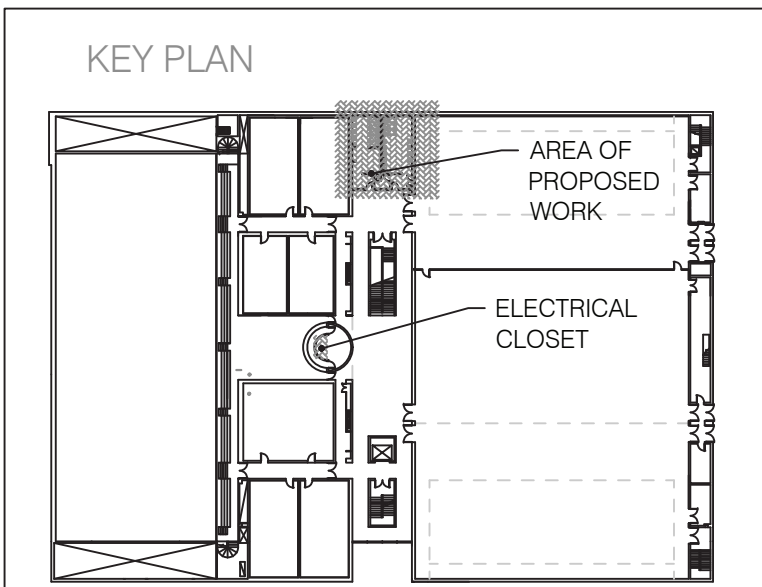 KEY PLAN
AREA OF
PROPOSED
WORK
ELECTRICAL
CLOSET